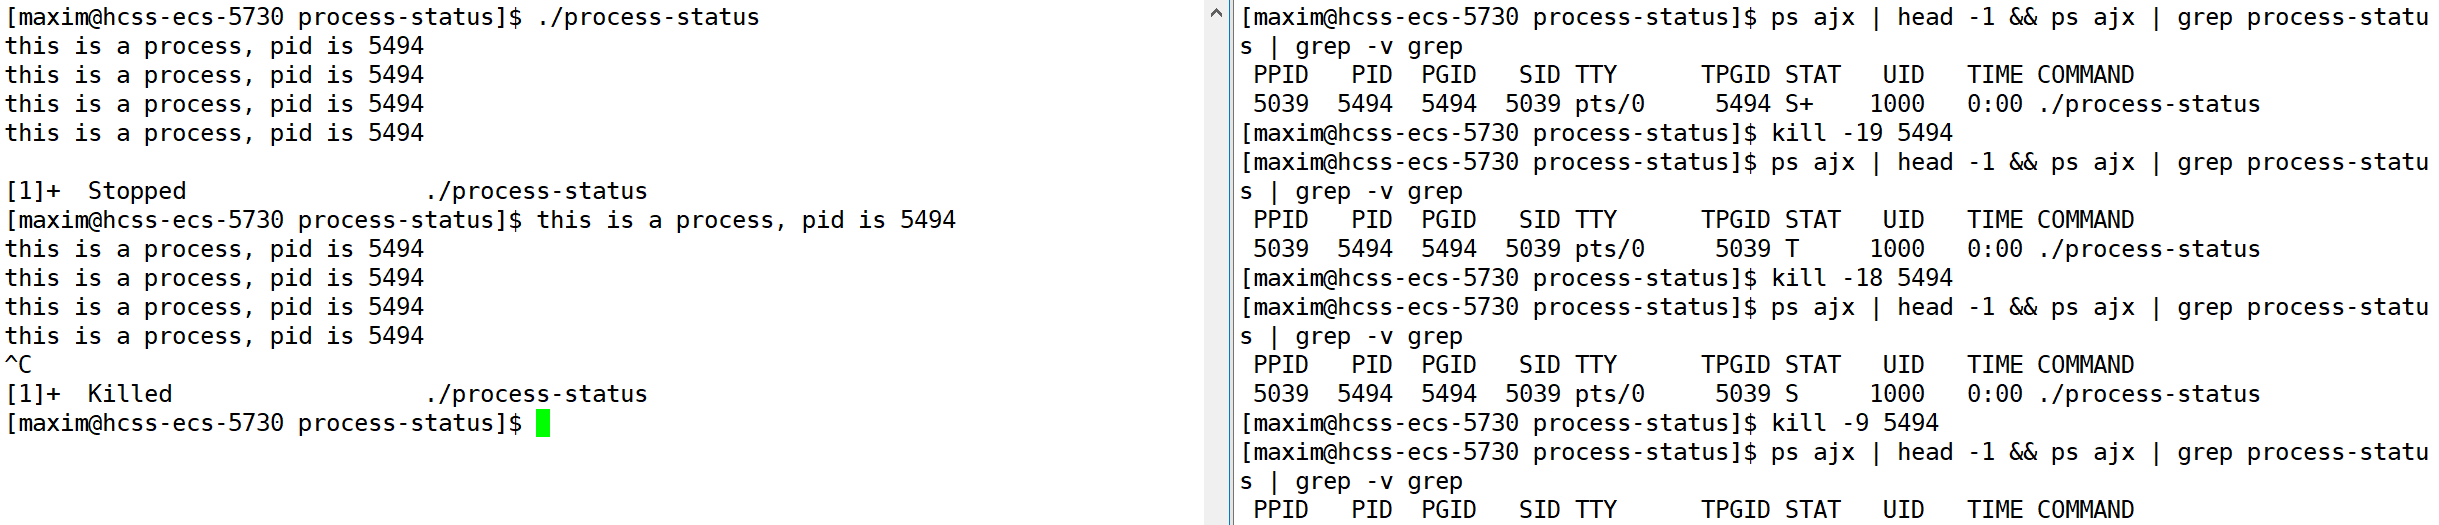 [maxim@hcss-ecs-5730 process-status]$ ./process-status
this is a process, pid is 5494
this is a process, pid is 5494
this is a process, pid is 5494
this is a process, pid is 5494
[1]+  Stopped                 ./process-status
[maxim@hcss-ecs-5730 process-status]$ this is a process, pid is 5494
this is a process, pid is 5494
this is a process, pid is 5494
this is a process, pid is 5494
this is a process, pid is 5494
^C
[1]+  Killed                  ./process-status
[maxim@hcss-ecs-5730 process-status]$
[maxim@hcss-ecs-5730 process-status]$ ps ajx | head -1 && ps ajx | grep process-statu
s | grep -v grep
 PPID   PID  PGID   SID TTY      TPGID STAT   UID   TIME COMMAND
 5039  5494  5494  5039 pts/0     5494 S+    1000   0:00 ./process-status
[maxim@hcss-ecs-5730 process-status]$ kill -19 5494
[maxim@hcss-ecs-5730 process-status]$ ps ajx | head -1 && ps ajx | grep process-statu
s | grep -v grep
 PPID   PID  PGID   SID TTY      TPGID STAT   UID   TIME COMMAND
 5039  5494  5494  5039 pts/0     5039 T     1000   0:00 ./process-status
[maxim@hcss-ecs-5730 process-status]$ kill -18 5494
[maxim@hcss-ecs-5730 process-status]$ ps ajx | head -1 && ps ajx | grep process-statu
s | grep -v grep
 PPID   PID  PGID   SID TTY      TPGID STAT   UID   TIME COMMAND
 5039  5494  5494  5039 pts/0     5039 S     1000   0:00 ./process-status
[maxim@hcss-ecs-5730 process-status]$ kill -9 5494
[maxim@hcss-ecs-5730 process-status]$ ps ajx | head -1 && ps ajx | grep process-statu
s | grep -v grep
 PPID   PID  PGID   SID TTY      TPGID STAT   UID   TIME COMMAND